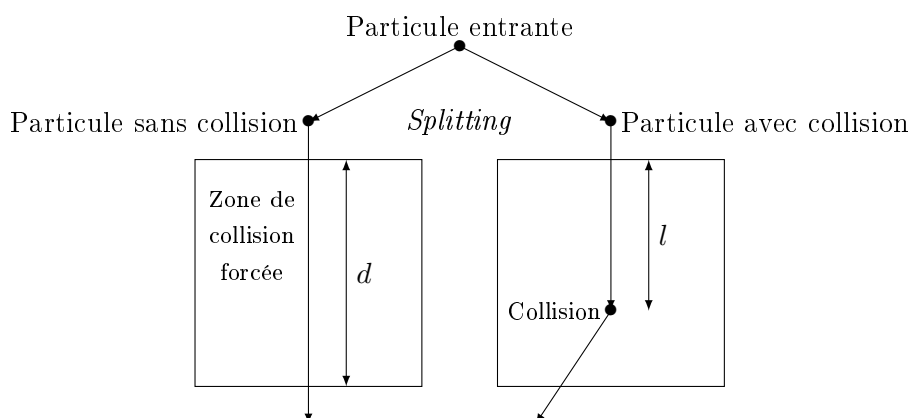 Particule entrante
Particule sans collision
Splitting
Particule avec collision
Zone de
collision
forcée
d
l
Collision